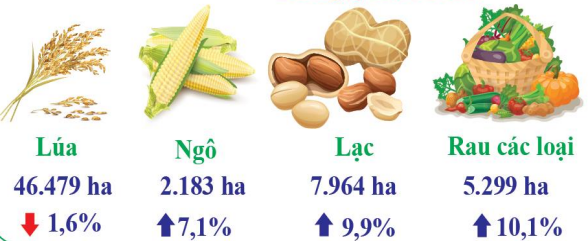 Lúa
Ngô
Lạc
Rau các loại
46.479 ha
2.183 ha
7.964 ha
5.299 ha
1,6%
7,1%
9,9%
10,1%